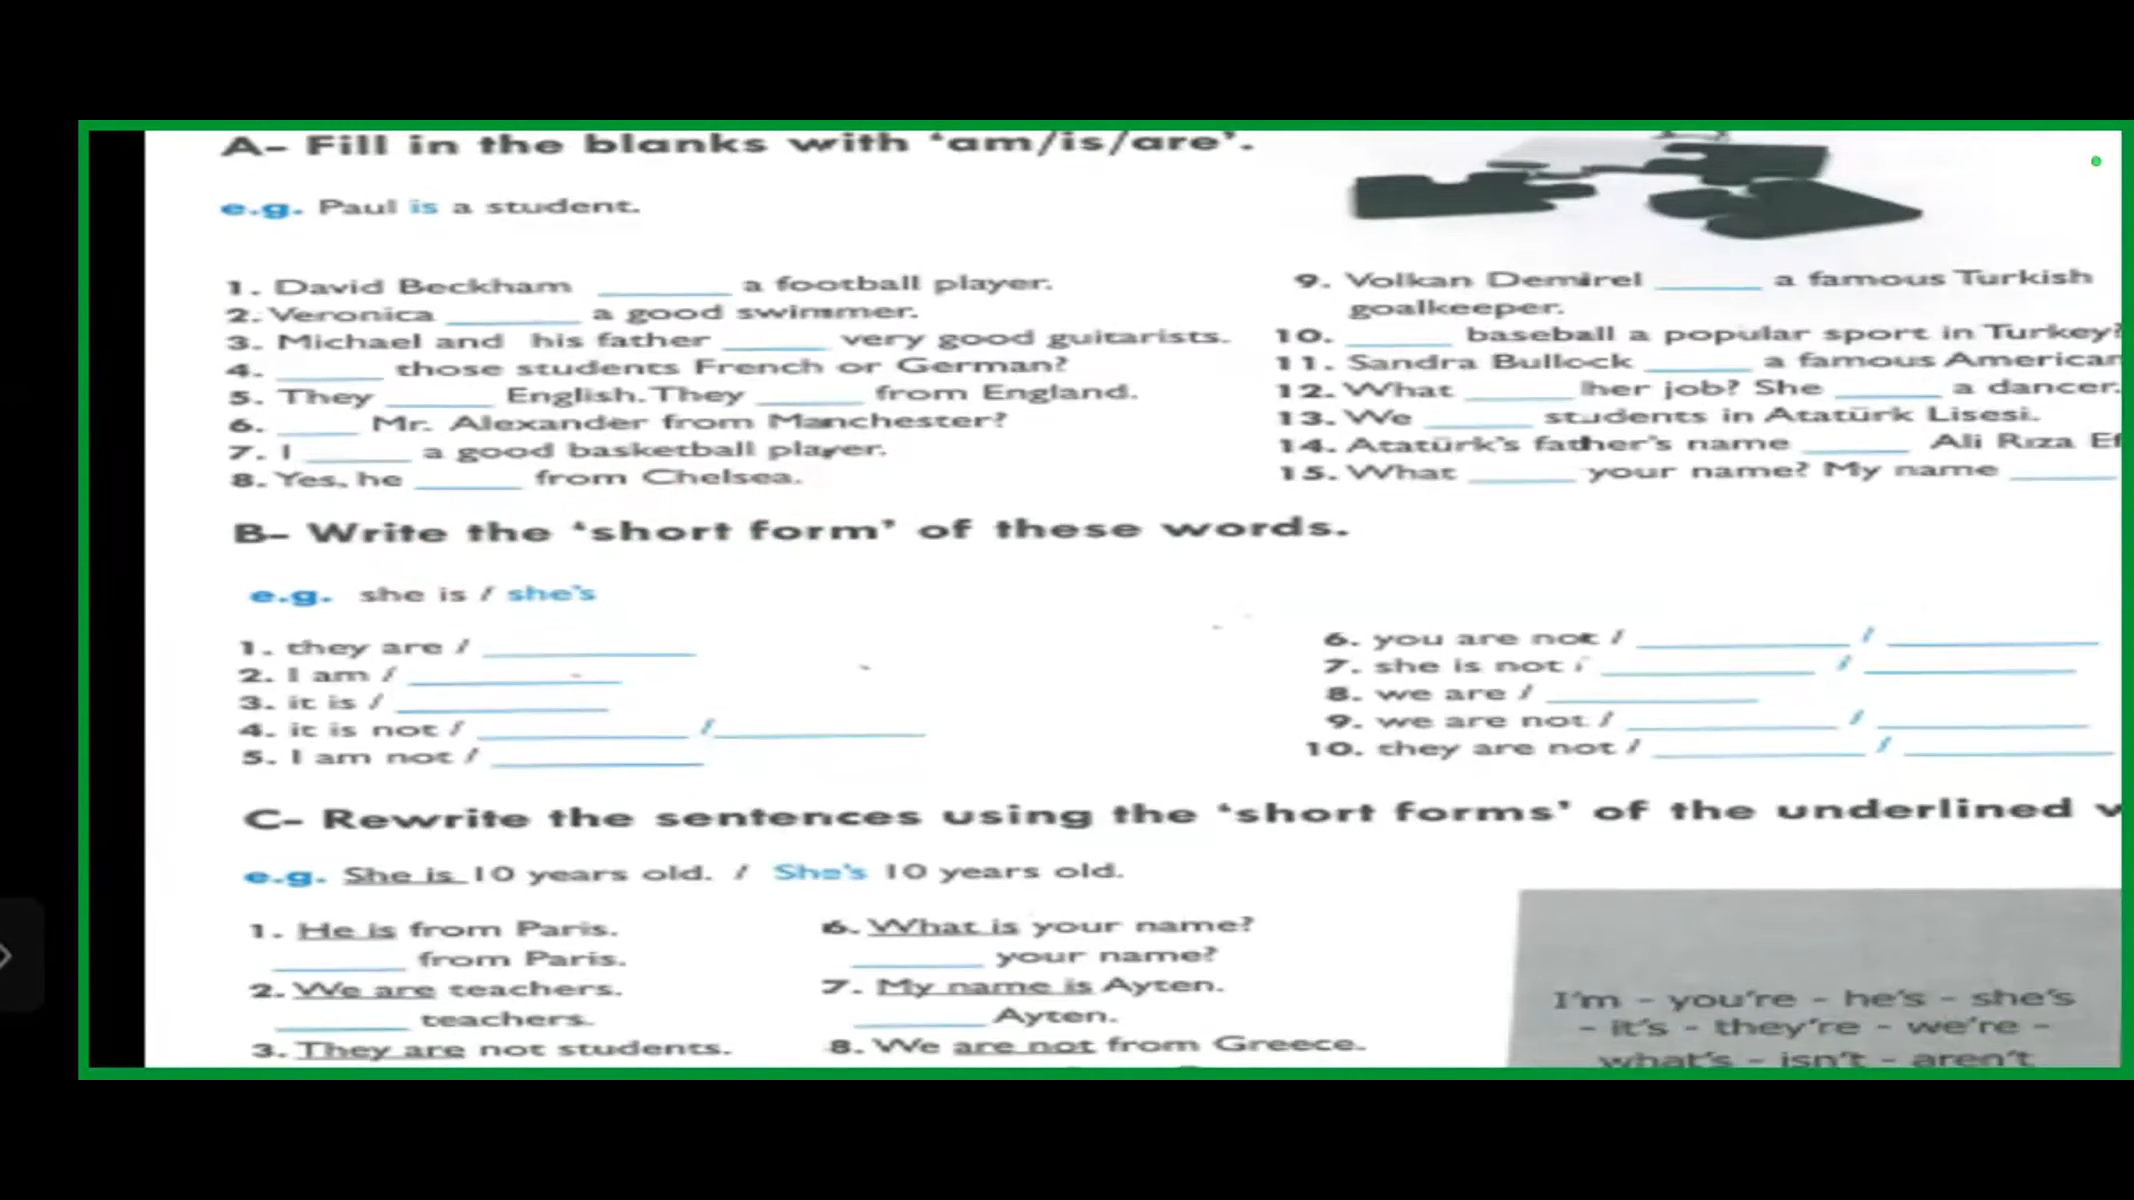 A- Fill in the blanks with ‘am/is/are’.
e.g. Paul is a student.
1. David Beckham ______ a football player.
2. Veronica ______ a good swimmer.
3. Michael and his father ______ very good guitarists.
4. ______ those students French or German?
5. They ______ English. They ______ from England.
6. ______ Mr. Alexander from Manchester?
7. I ______ a good basketball player.
8. Yes, he ______ from Chelsea.
9. Volkan Demirel ______ a famous Turkish
goalkeeper.
10. ______ baseball a popular sport in Turkey?
11. Sandra Bullock ______ a famous American
12. What ______ her job? She ______ a dancer.
13. We ______ students in Atatürk Lisesi.
14. Atatürk’s father’s name ______ Ali Rıza Ef
15. What ______ your name? My name ______
B- Write the ‘short form’ of these words.
e.g. she is / she’s
1. they are / ______
2. I am / ______
3. it is / ______
4. it is not / ______ / ______
5. I am not / ______
6. you are not / ______ / ______
7. she is not / ______ / ______
8. we are / ______
9. we are not / ______ / ______
10. they are not / ______ / ______
C- Rewrite the sentences using the ‘short forms’ of the underlined
e.g. She is 10 years old. / She’s 10 years old.
1. He is from Paris.
______ from Paris.
2. We are teachers.
______ teachers.
3. They are not students.
6. What is your name?
______ your name?
7. My name is Ayten.
______ Ayten.
8. We are not from Greece.
I’m - you’re - he’s - she’s
- it’s - they’re - we’re -
what’s - isn’t - aren’t